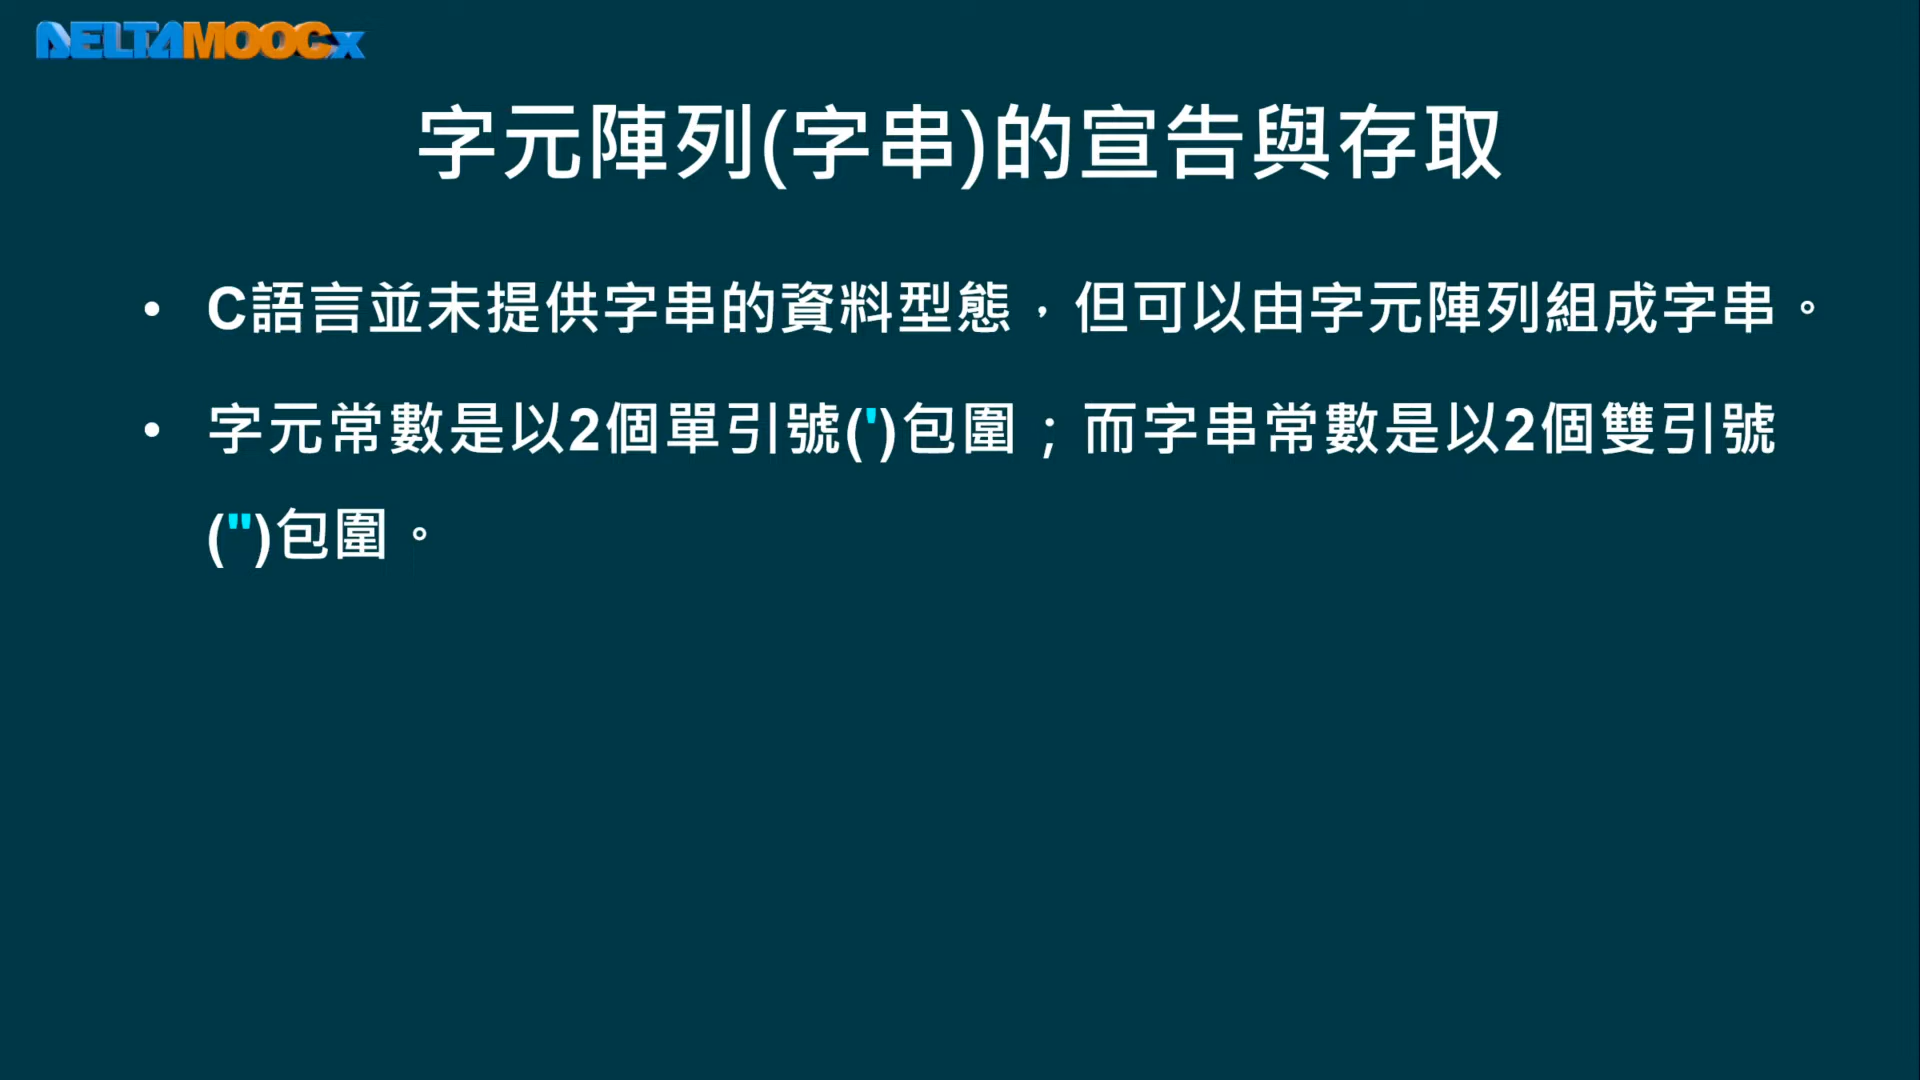 DELTAMOOCx
字元陣列(字串)的宣告與存取
• C語言並未提供字串的資料型態，但可以由字元陣列組成字串。
• 字元常數是以2個單引號(')包圍；而字串常數是以2個雙引號
(")包圍。